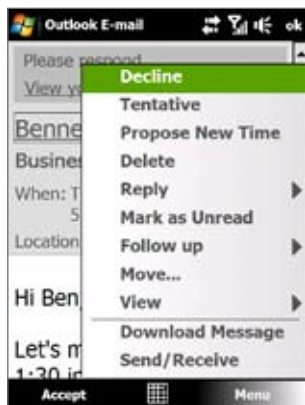 Outlook E-mail ok
Please respond
View yo
Benne
Busines
When: T
5
Location
Hi Ben
Let's m
1:30 in
Decline
Tentative
Propose New Time
Delete
Reply
Mark as Unread
Follow up
Move...
View
Download Message
Send/Receive
Accept Menu